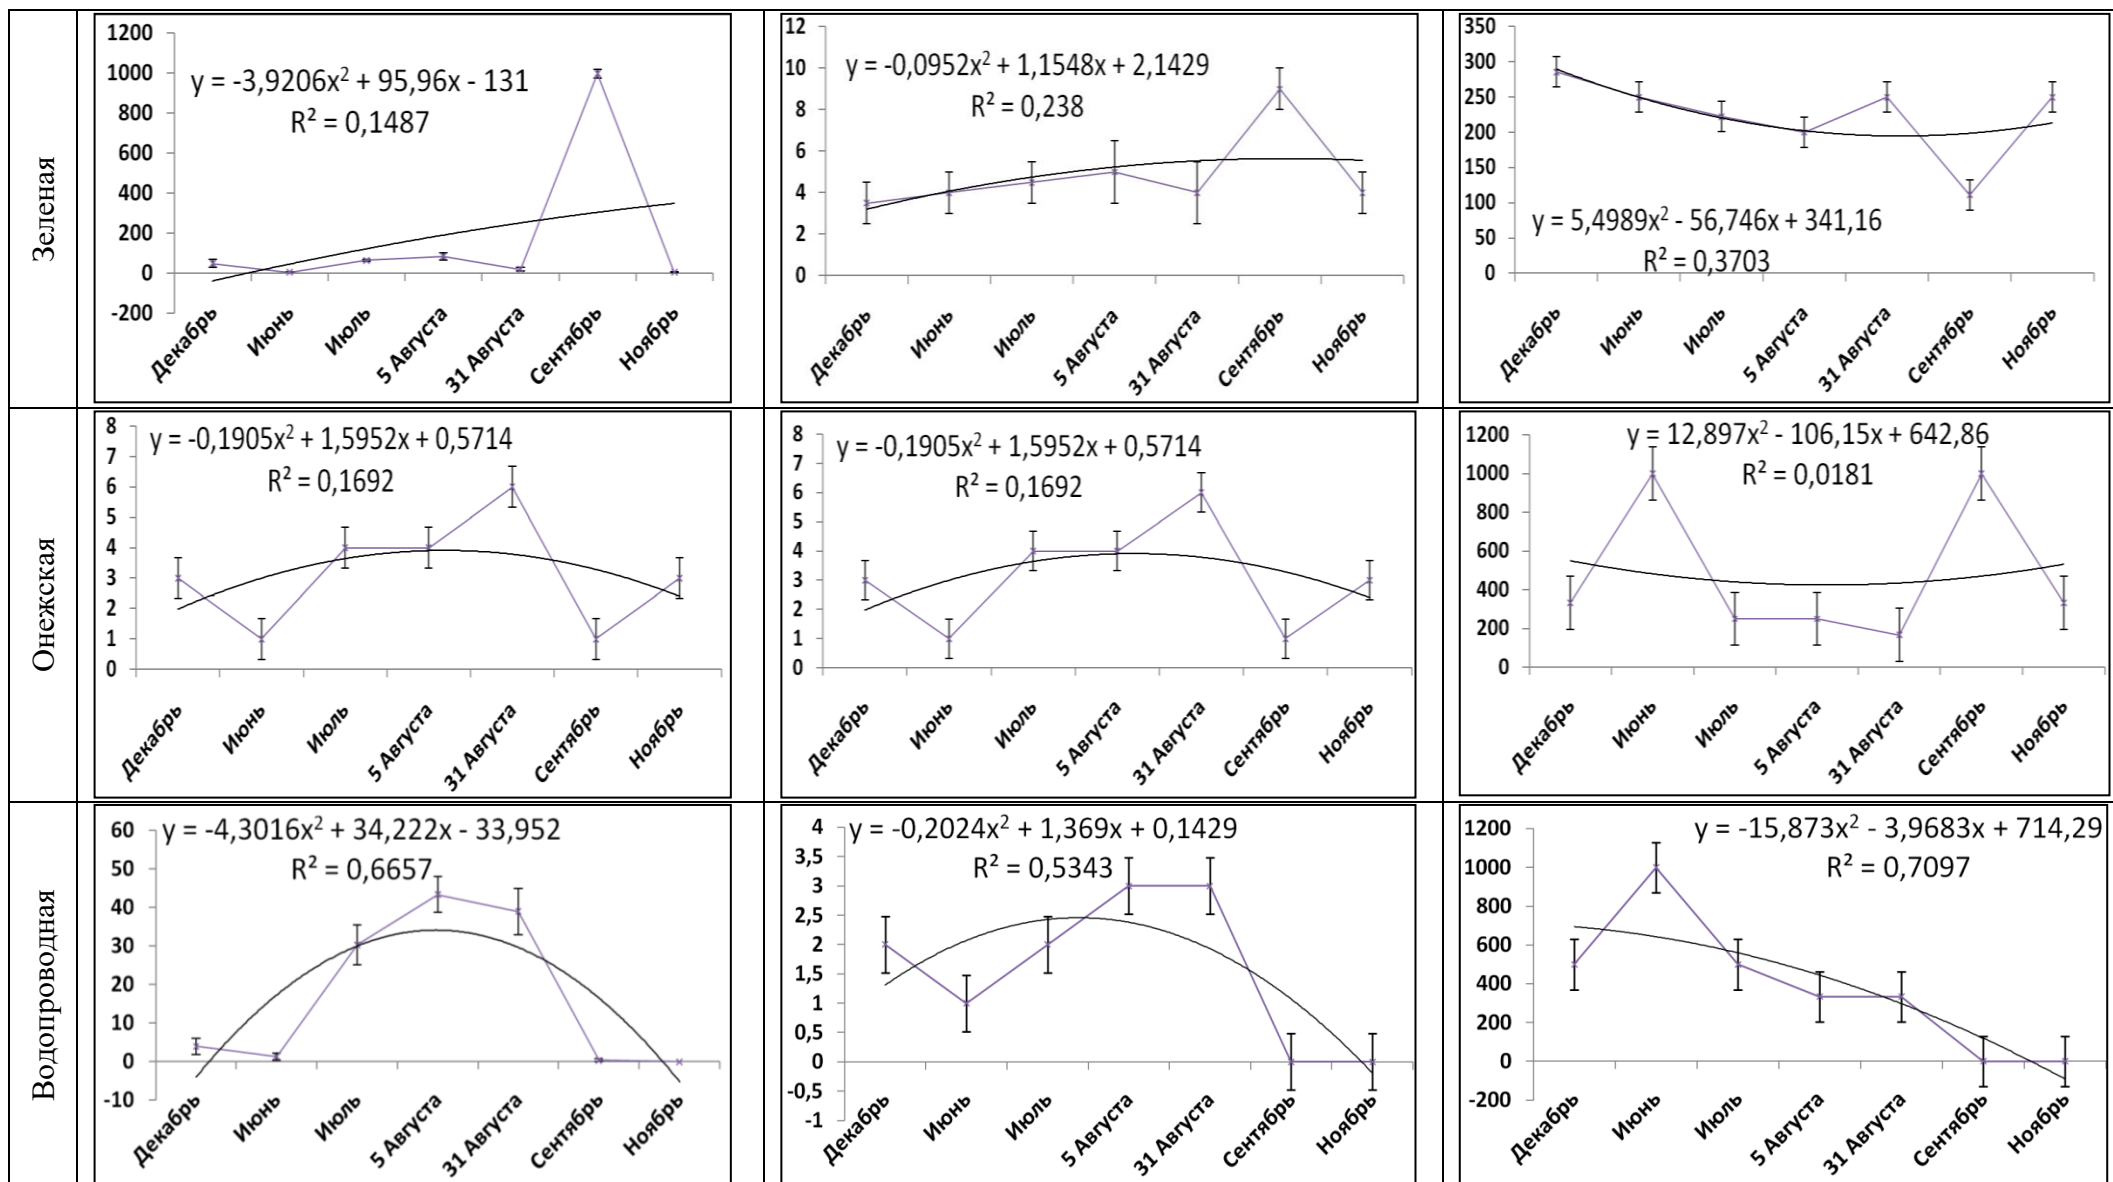 Зеленая
1200
1000
800
600
400
200
0
-200
y = -3,9206x² + 95,96x - 131
R² = 0,1487
Декабрь
Июнь
Июль
5 Августа
31 Августа
Сентябрь
Ноябрь
12
10
8
6
4
2
0
y = -0,0952x² + 1,1548x + 2,1429
R² = 0,238
Декабрь
Июнь
Июль
5 Августа
31 Августа
Сентябрь
Ноябрь
350
300
250
200
150
100
50
0
y = 5,4989x² - 56,746x + 341,16
R² = 0,3703
Декабрь
Июнь
Июль
5 Августа
31 Августа
Сентябрь
Ноябрь
Онежская
8
7
6
5
4
3
2
1
0
y = -0,1905x² + 1,5952x + 0,5714
R² = 0,1692
Декабрь
Июнь
Июль
5 Августа
31 Августа
Сентябрь
Ноябрь
8
7
6
5
4
3
2
1
0
y = -0,1905x² + 1,5952x + 0,5714
R² = 0,1692
Декабрь
Июнь
Июль
5 Августа
31 Августа
Сентябрь
Ноябрь
1200
1000
800
600
400
200
0
y = 12,897x² - 106,15x + 642,86
R² = 0,0181
Декабрь
Июнь
Июль
5 Августа
31 Августа
Сентябрь
Ноябрь
Водопроводная
60
50
40
30
20
10
0
-10
y = -4,3016x² + 34,222x - 33,952
R² = 0,6657
Декабрь
Июнь
Июль
5 Августа
31 Августа
Сентябрь
Ноябрь
4
3,5
3
2,5
2
1,5
1
0,5
0
-0,5
-1
y = -0,2024x² + 1,369x + 0,1429
R² = 0,5343
Декабрь
Июнь
Июль
5 Августа
31 Августа
Сентябрь
Ноябрь
1200
1000
800
600
400
200
0
-200
y = -15,873x² - 3,9683x + 714,29
R² = 0,7097
Декабрь
Июнь
Июль
5 Августа
31 Августа
Сентябрь
Ноябрь